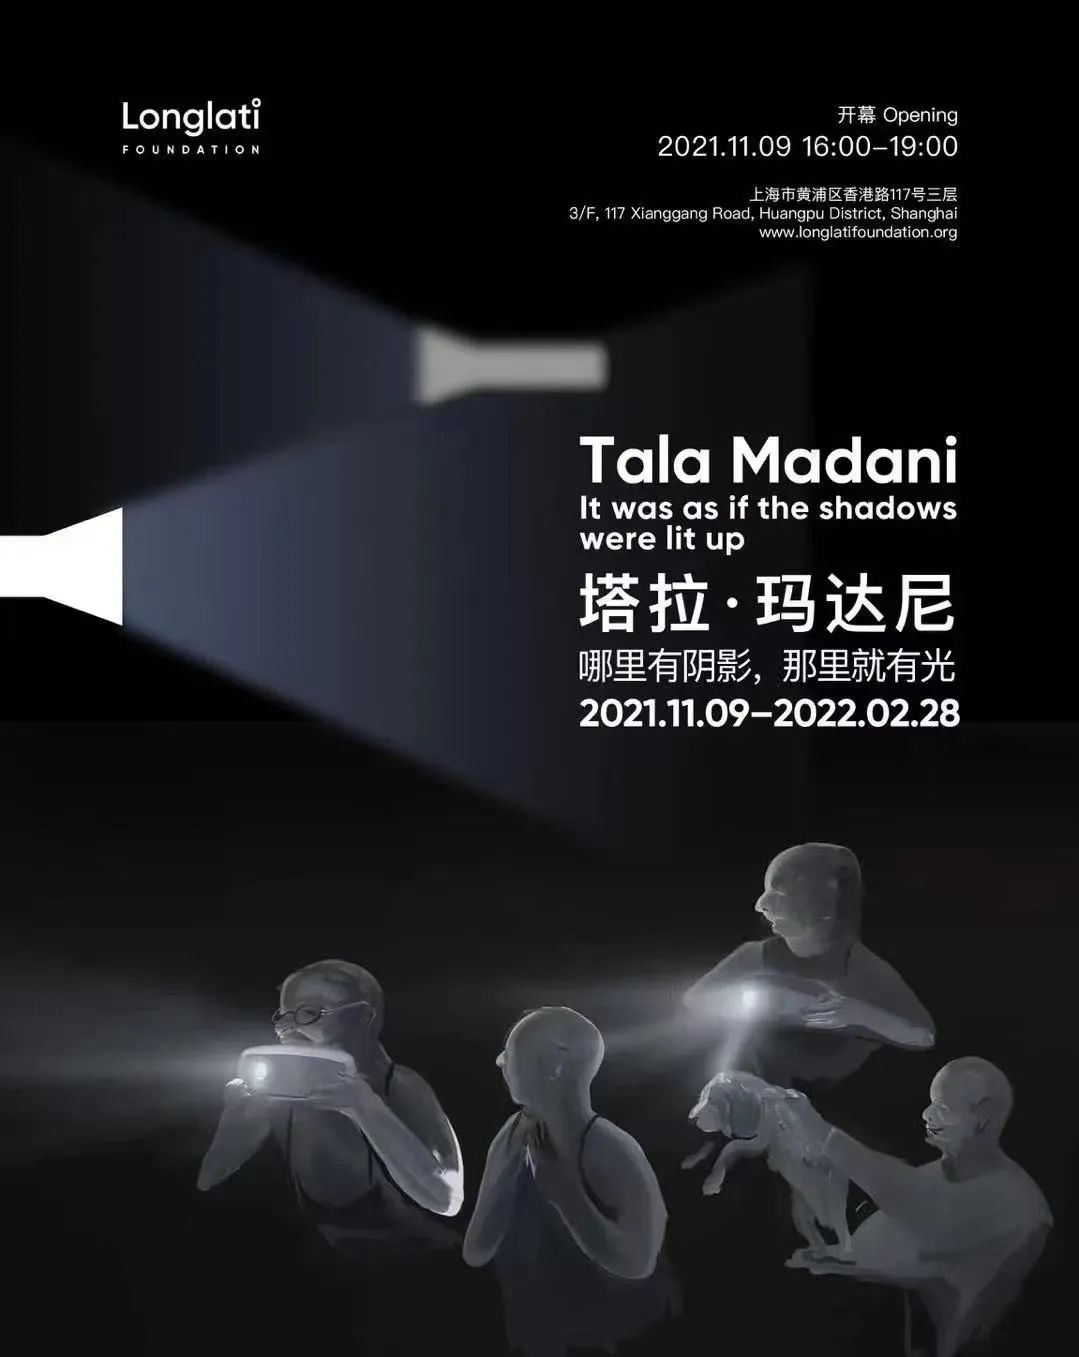 Longlati
FOUNDATION
开幕 Opening
2021.11.09 16:00–19:00
上海市黄浦区香港路117号三层
3/F, 117 Xianggang Road, Huangpu District, Shanghai
www.longlatifoundation.org
Tala Madani
It was as if the shadows
were lit up
塔拉·玛达尼
哪里有阴影，那里就有光
2021.11.09–2022.02.28